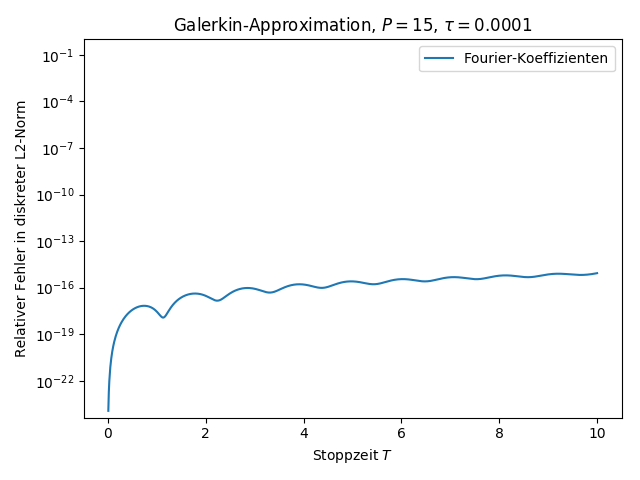 Galerkin-Approximation, $P = 15$, $\tau = 0.0001$
Fourier-Koeffizienten
Relativer Fehler in diskreter L2-Norm
10⁻¹
10⁻⁴
10⁻⁷
10⁻¹⁰
10⁻¹³
10⁻¹⁶
10⁻¹⁹
10⁻²²
0 2 4 6 8 10
Stoppzeit $T$